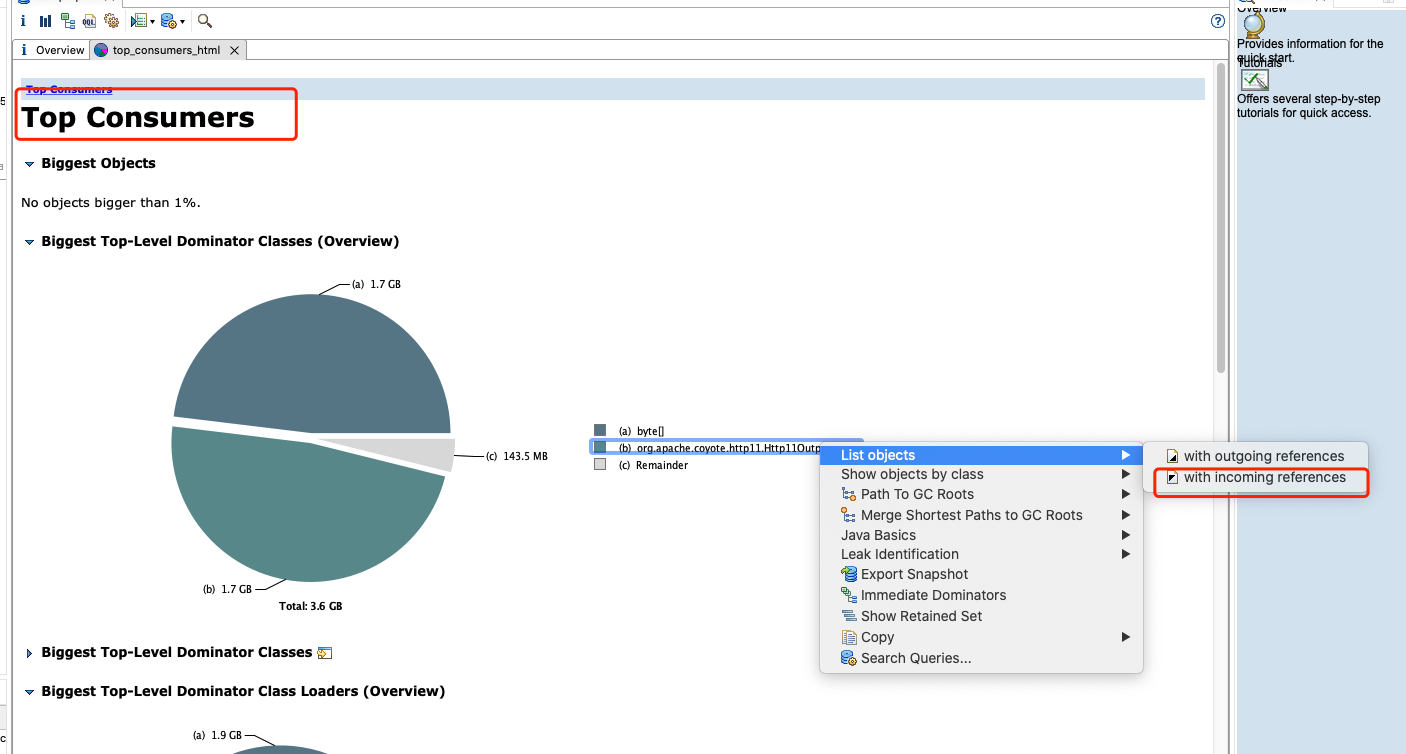 Overview
top_consumers_html
Top Consumers
Top Consumers
Biggest Objects
No objects bigger than 1%.
Biggest Top-Level Dominator Classes (Overview)
(a) 1.7 GB
(c) 143.5 MB
(b) 1.7 GB
Total: 3.6 GB
(a) byte[]
(b) org.apache.coyote.http11.Http11Outp
(c) Remainder
List objects
Show objects by class
Path To GC Roots
Merge Shortest Paths to GC Roots
Java Basics
Leak Identification
Export Snapshot
Immediate Dominators
Show Retained Set
Copy
Search Queries...
with outgoing references
with incoming references
Biggest Top-Level Dominator Classes
Biggest Top-Level Dominator Class Loaders (Overview)
(a) 1.9 GB
Overview
Provides information for the
quick start.
Tutorials
Offers several step-by-step
tutorials for quick access.